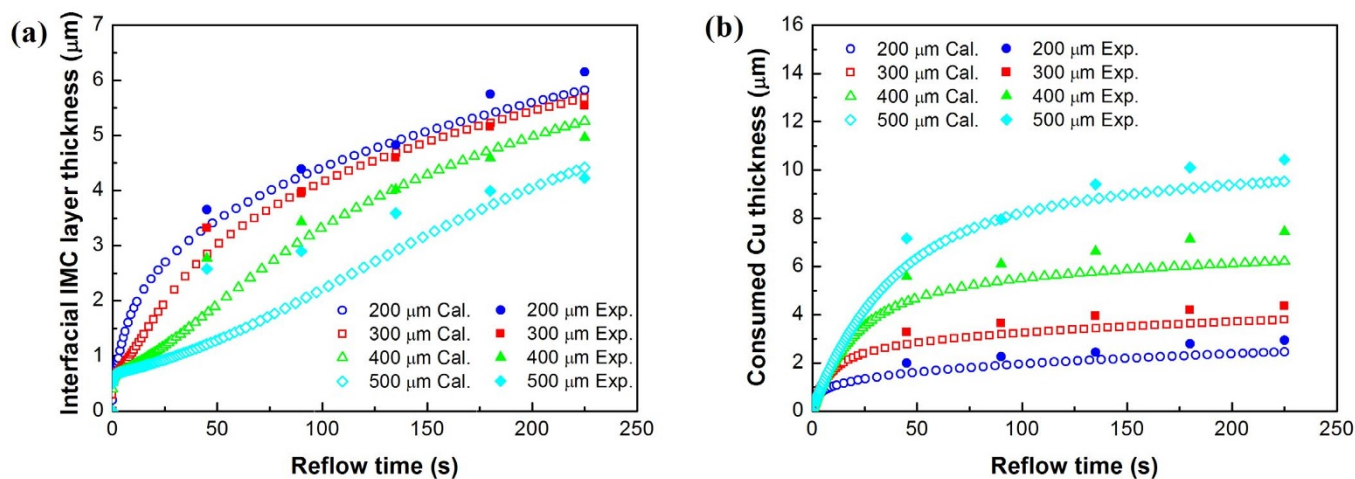 (a)
Interfacial IMC layer thickness (μm)
7
6
5
4
3
2
1
0
0 50 100 150 200 250
Reflow time (s)
200 μm Cal. 200 μm Exp.
300 μm Cal. 300 μm Exp.
400 μm Cal. 400 μm Exp.
500 μm Cal. 500 μm Exp.
(b)
Consumed Cu thickness (μm)
16
14
12
10
8
6
4
2
0
0 50 100 150 200 250
Reflow time (s)
200 μm Cal. 200 μm Exp.
300 μm Cal. 300 μm Exp.
400 μm Cal. 400 μm Exp.
500 μm Cal. 500 μm Exp.